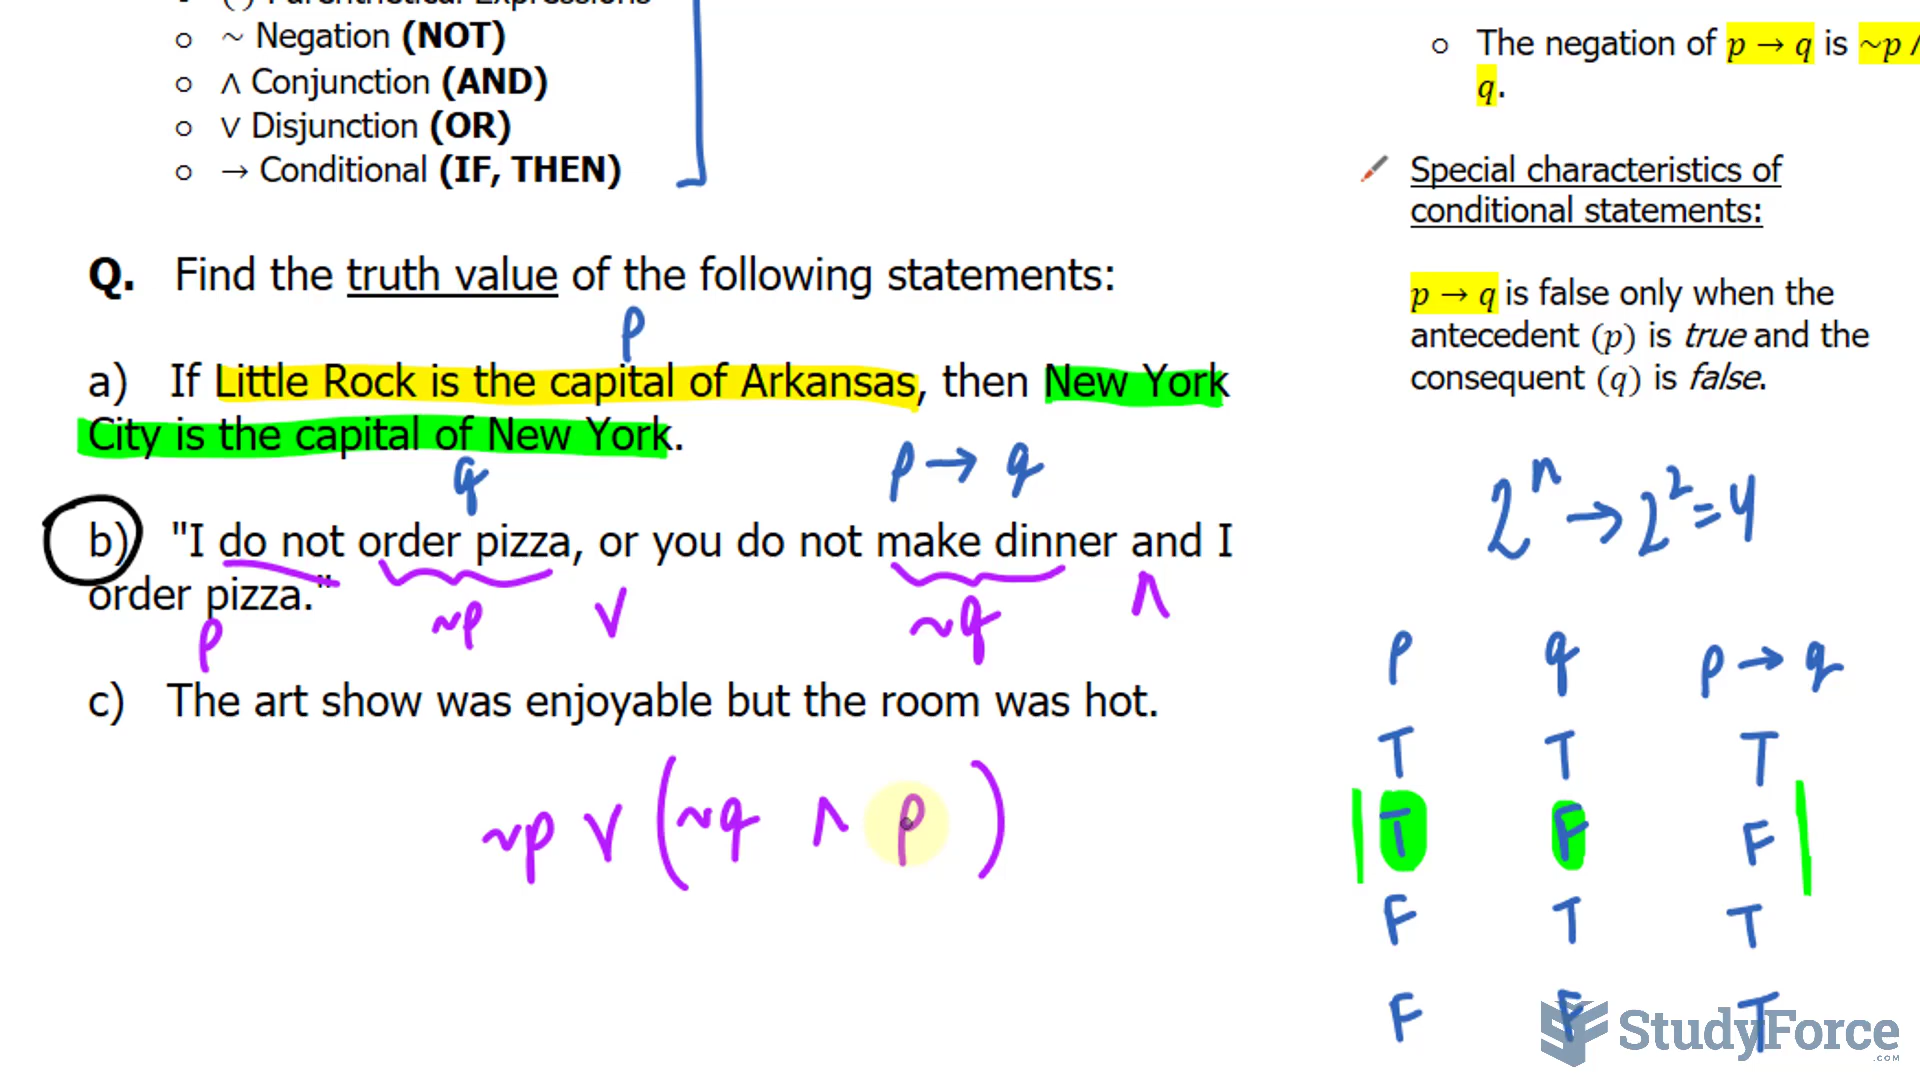 ( ) Parenthetical Expressions
○ ~ Negation (NOT)
○ ∧ Conjunction (AND)
○ ∨ Disjunction (OR)
○ → Conditional (IF, THEN)
Q. Find the truth value of the following statements:
p
a) If Little Rock is the capital of Arkansas, then New York
City is the capital of New York.
q
p → q
b) "I do not order pizza, or you do not make dinner and I
order pizza."
p ~p ∨ ~q ∧
c) The art show was enjoyable but the room was hot.
~p ∨ (~q ∧ p)
○ The negation of p → q is ~p /
q.
Special characteristics of
conditional statements:
p → q is false only when the
antecedent (p) is true and the
consequent (q) is false.
2ⁿ → 2² = 4
p q p → q
T T T
T F F
F T T
F F T
StudyForce
.COM